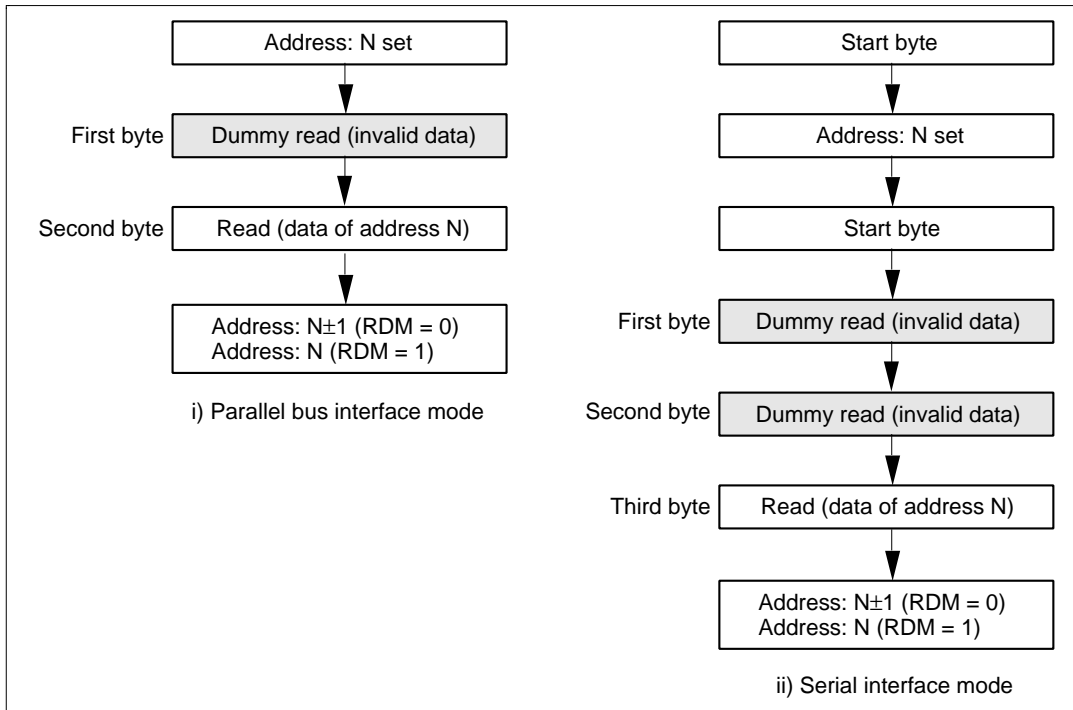 Address: N set
First byte
Dummy read (invalid data)
Second byte
Read (data of address N)
Address: N±1 (RDM = 0)
Address: N (RDM = 1)
i) Parallel bus interface mode
Start byte
Address: N set
Start byte
First byte
Dummy read (invalid data)
Second byte
Dummy read (invalid data)
Third byte
Read (data of address N)
Address: N±1 (RDM = 0)
Address: N (RDM = 1)
ii) Serial interface mode